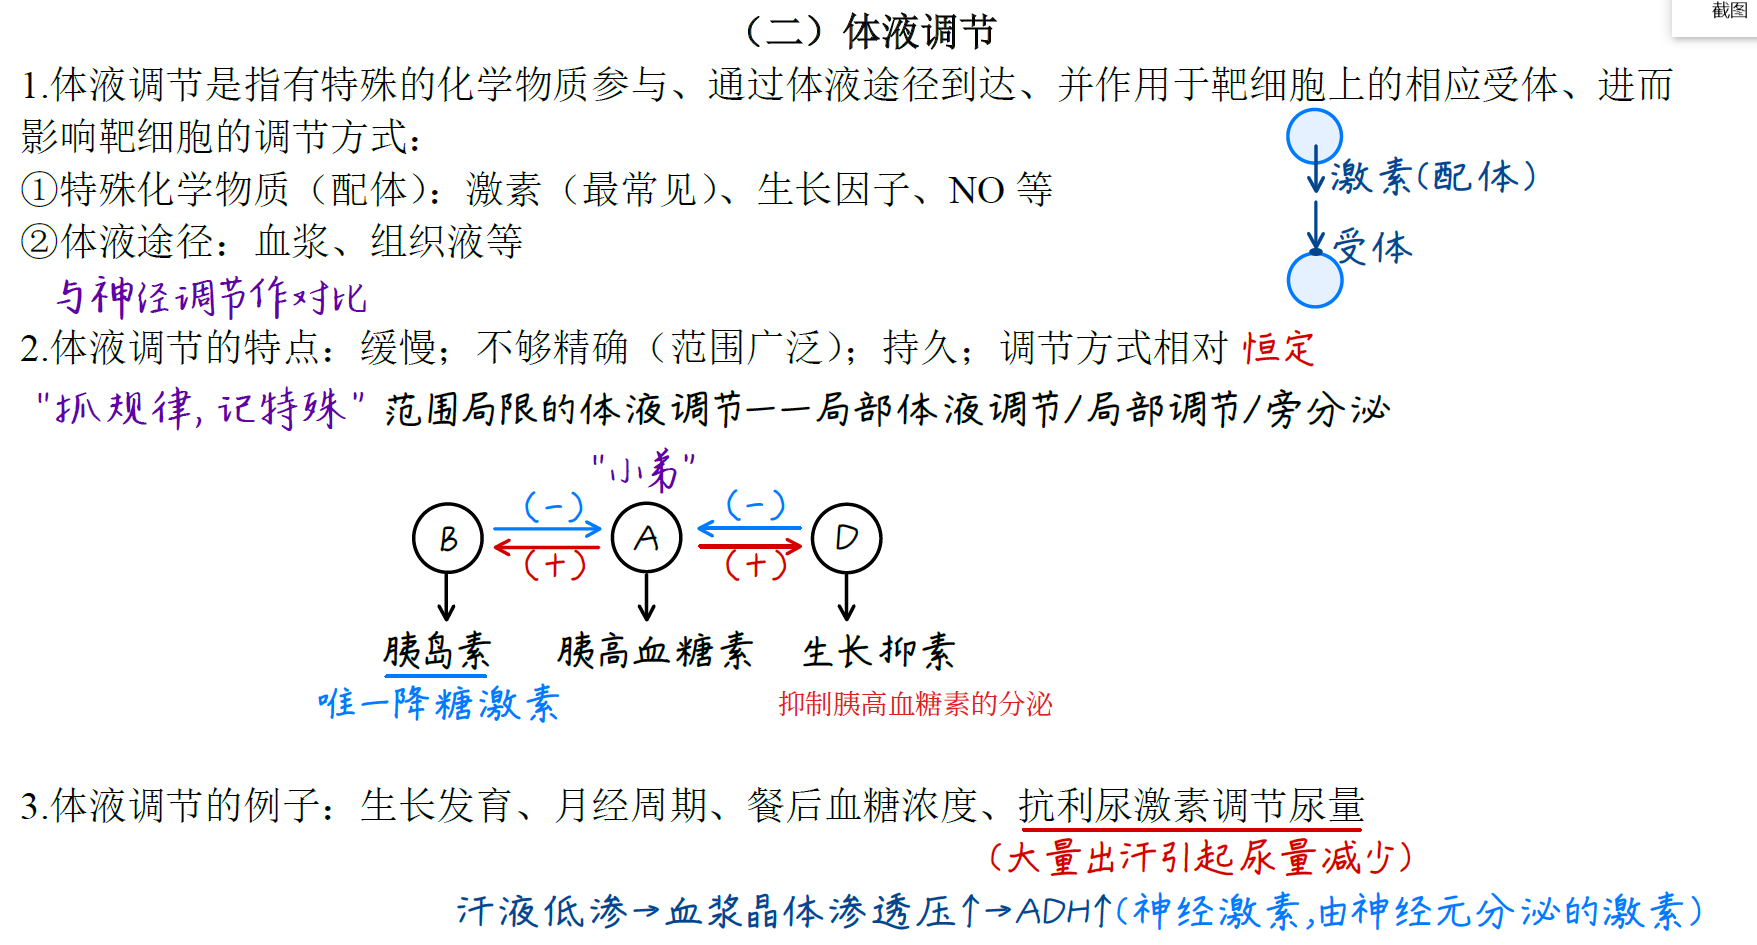 截图
（二）体液调节
1.体液调节是指有特殊的化学物质参与、通过体液途径到达、并作用于靶细胞上的相应受体、进而
影响靶细胞的调节方式：
①特殊化学物质（配体）：激素（最常见）、生长因子、NO 等
激素(配体)
②体液途径：血浆、组织液等
受体
与神经调节作对比
2.体液调节的特点：缓慢；不够精确（范围广泛）；持久；调节方式相对 恒定
"抓规律,记特殊" 范围局限的体液调节——局部体液调节/局部调节/旁分泌
"小弟"
(-) (-)
B A D
(+) (+)
胰岛素 胰高血糖素 生长抑素
唯一降糖激素 抑制胰高血糖素的分泌
3.体液调节的例子：生长发育、月经周期、餐后血糖浓度、抗利尿激素调节尿量
(大量出汗引起尿量减少)
汗液低渗→血浆晶体渗透压↑→ADH↑(神经激素,由神经元分泌的激素)